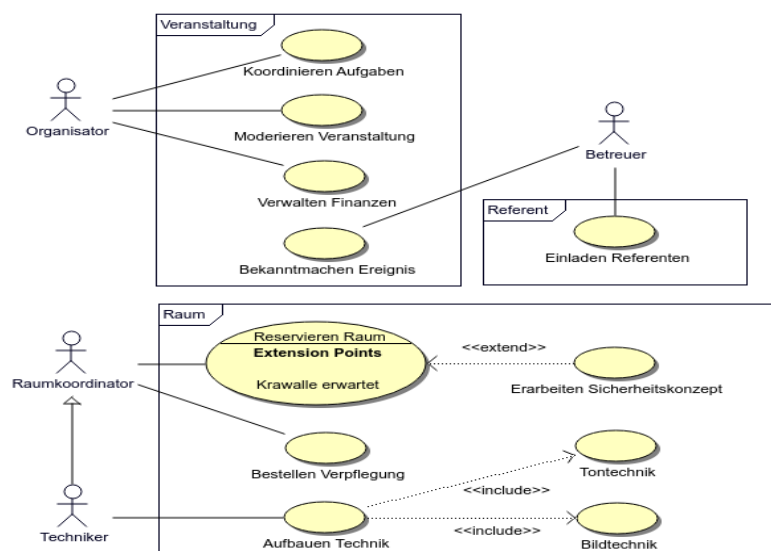 Veranstaltung
Koordinieren Aufgaben
Organisator
Moderieren Veranstaltung
Betreuer
Verwalten Finanzen
Referent
Einladen Referenten
Bekanntmachen Ereignis
Raum
Reservieren Raum
Extension Points
Krawalle erwartet
<<extend>>
Raumkoordinator
Erarbeiten Sicherheitskonzept
Bestellen Verpflegung
Tontechnik
<<include>>
Techniker
Aufbauen Technik
<<include>>
Bildtechnik